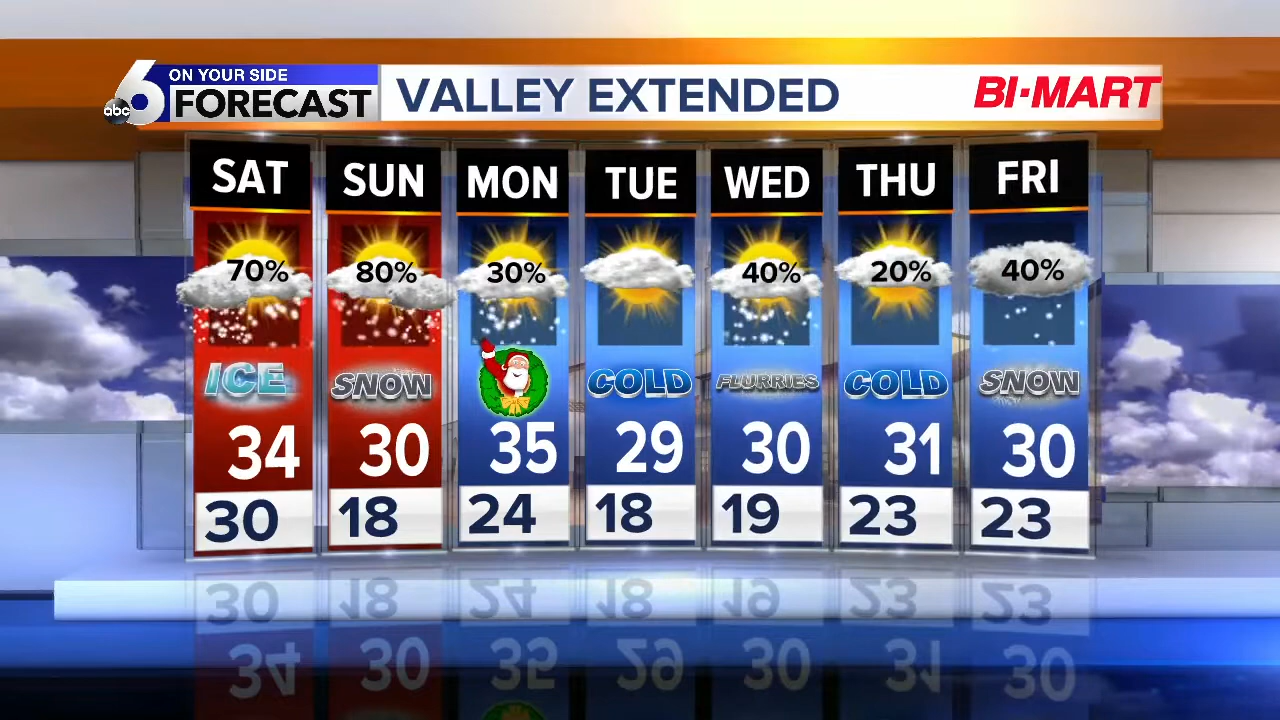 abc 6 ON YOUR SIDE
FORECAST
VALLEY EXTENDED
BI-MART
SAT SUN MON TUE WED THU FRI
70% 80% 30% 40% 20% 40%
ICE SNOW COLD FLURRIES COLD SNOW
34 30 35 29 30 31 30
30 18 24 18 19 23 23